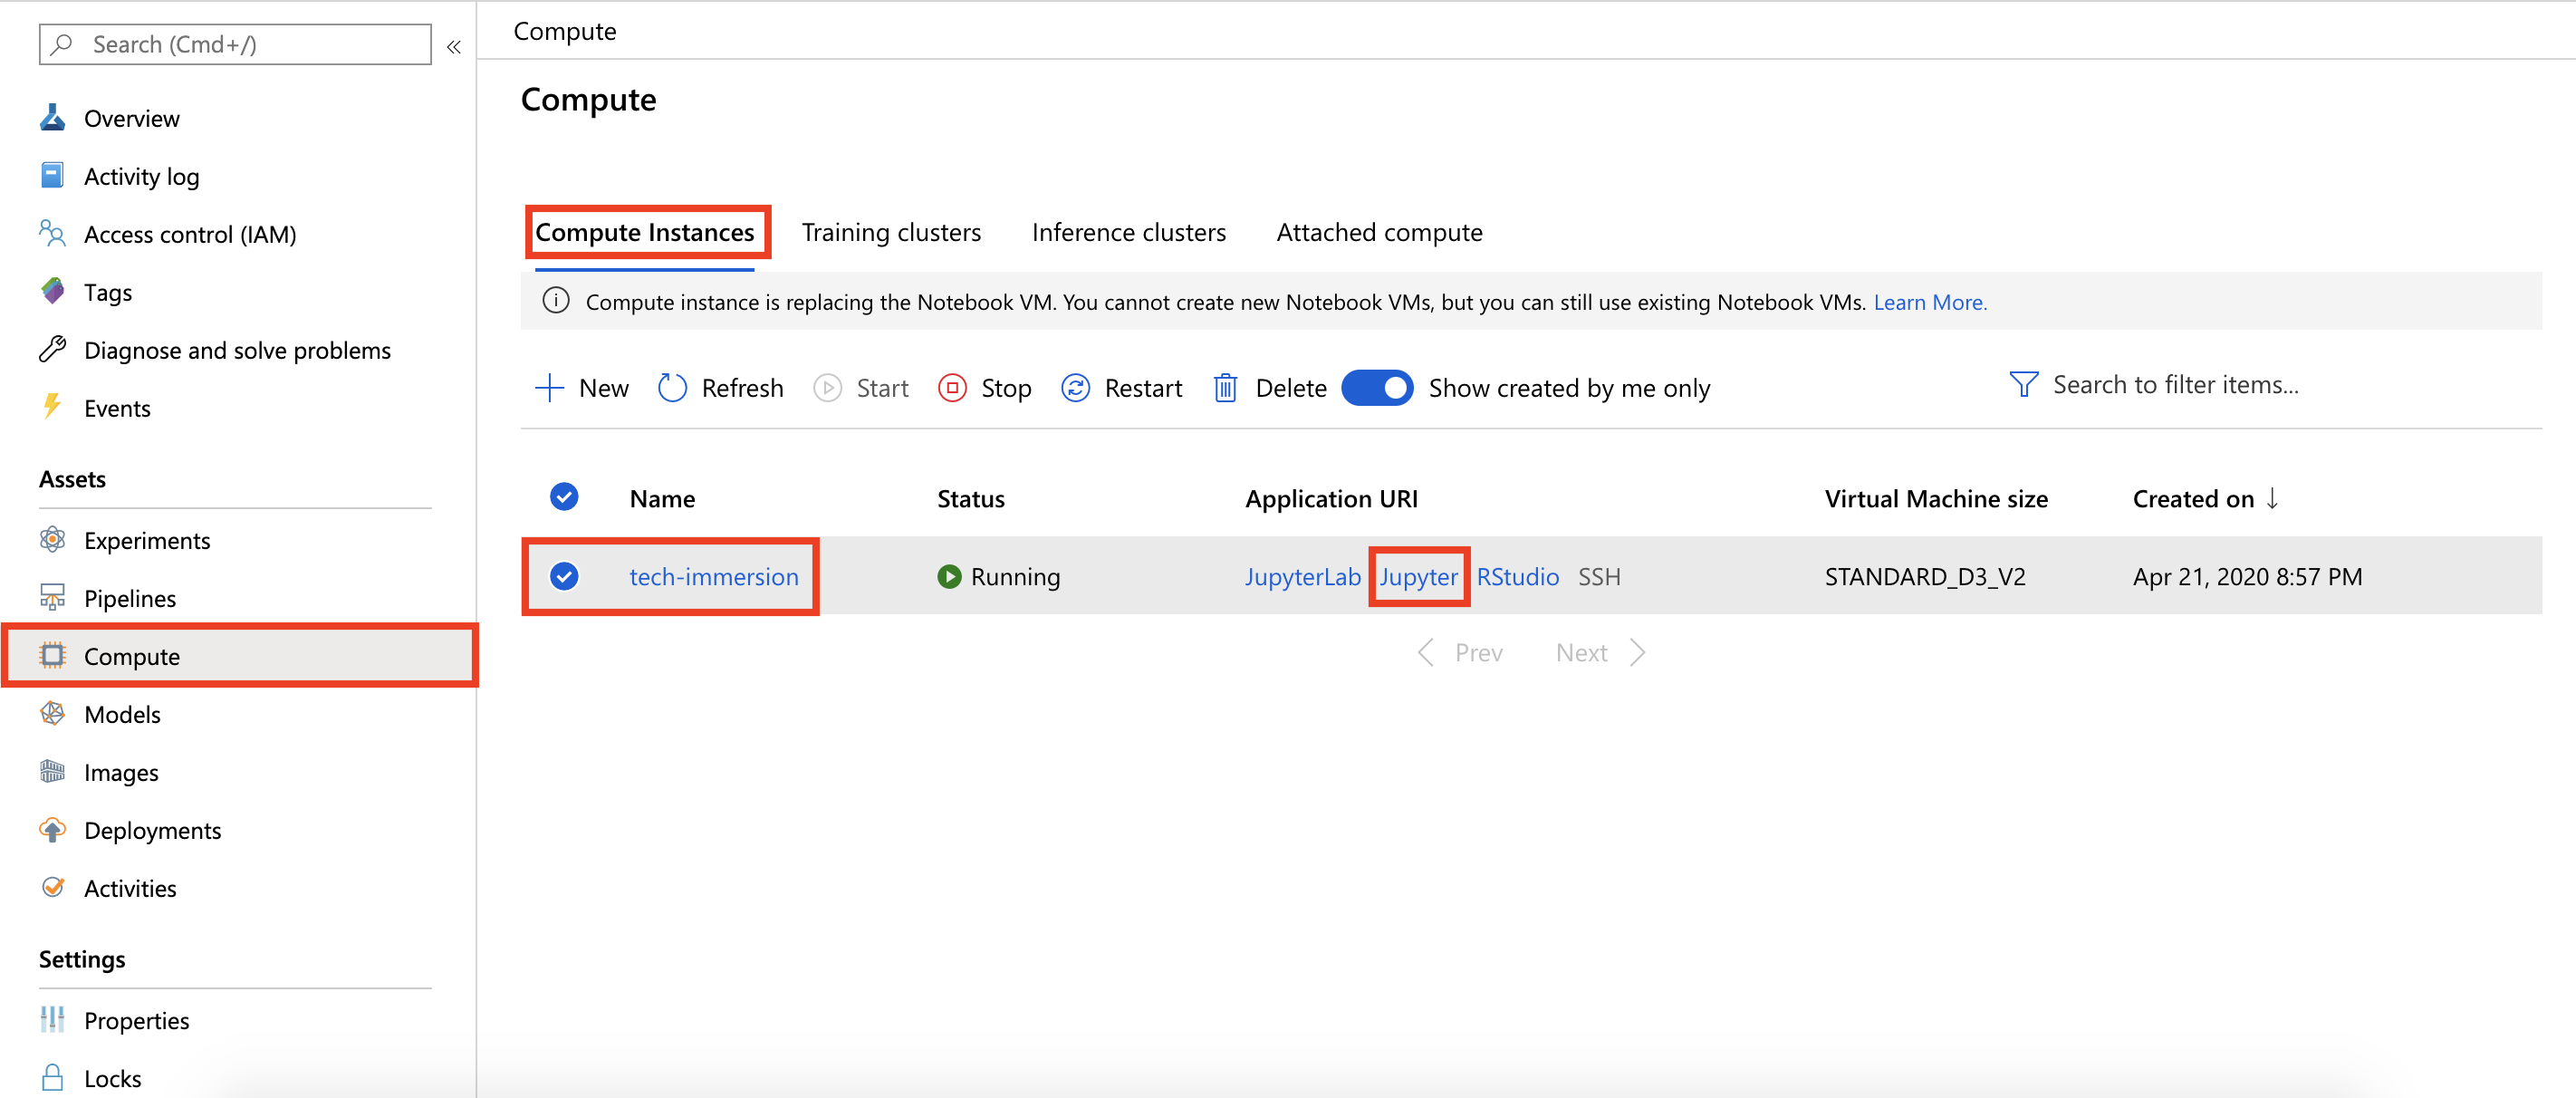 Search (Cmd+/)
«
Overview
Activity log
Access control (IAM)
Tags
Diagnose and solve problems
Events
Assets
Experiments
Pipelines
Compute
Models
Images
Deployments
Activities
Settings
Properties
Locks
Compute
Compute
Compute Instances Training clusters Inference clusters Attached compute
Compute instance is replacing the Notebook VM. You cannot create new Notebook VMs, but you can still use existing Notebook VMs. Learn More.
New Refresh Start Stop Restart Delete Show created by me only Search to filter items...
Name Status Application URI Virtual Machine size Created on ↓
tech-immersion Running JupyterLab Jupyter RStudio SSH STANDARD_D3_V2 Apr 21, 2020 8:57 PM
Prev Next